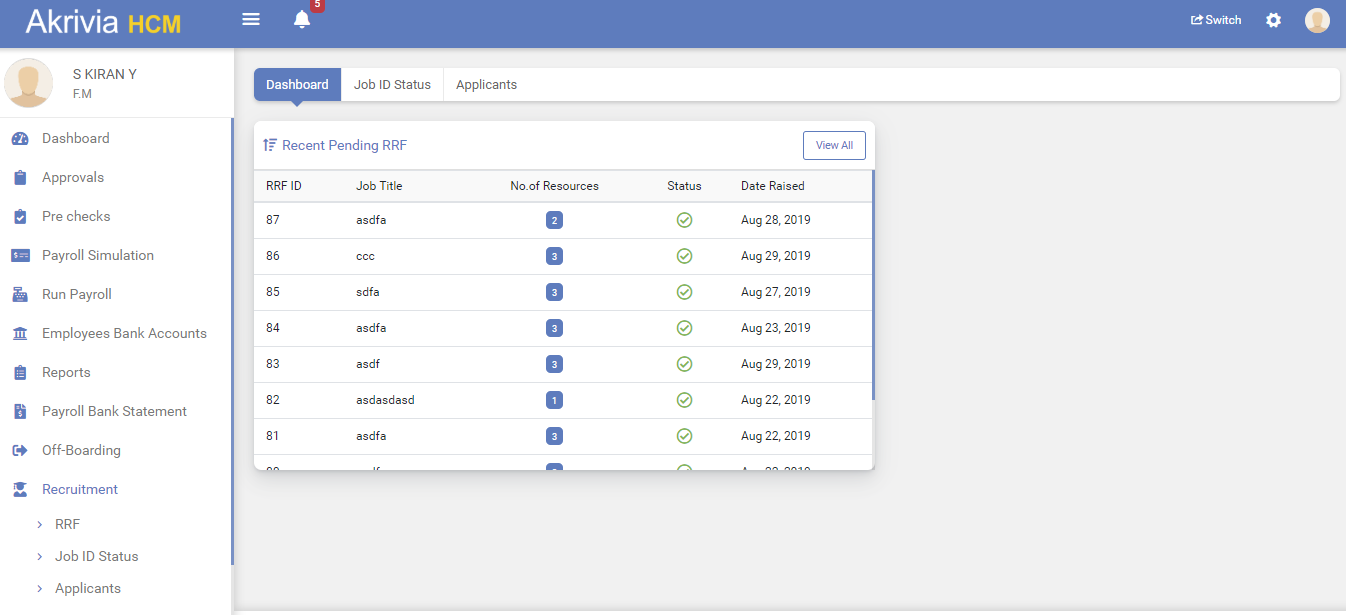 Akrivia HCM
5
Switch
S KIRAN Y
F.M
Dashboard
Approvals
Pre checks
Payroll Simulation
Run Payroll
Employees Bank Accounts
Reports
Payroll Bank Statement
Off-Boarding
Recruitment
RRF
Job ID Status
Applicants
Dashboard Job ID Status Applicants
Recent Pending RRF View All
RRF ID Job Title No.of Resources Status Date Raised
87 asdfa 2 Aug 28, 2019
86 ccc 3 Aug 29, 2019
85 sdfa 3 Aug 27, 2019
84 asdfa 3 Aug 23, 2019
83 asdf 3 Aug 29, 2019
82 asdasdasd 1 Aug 22, 2019
81 asdfa 3 Aug 22, 2019